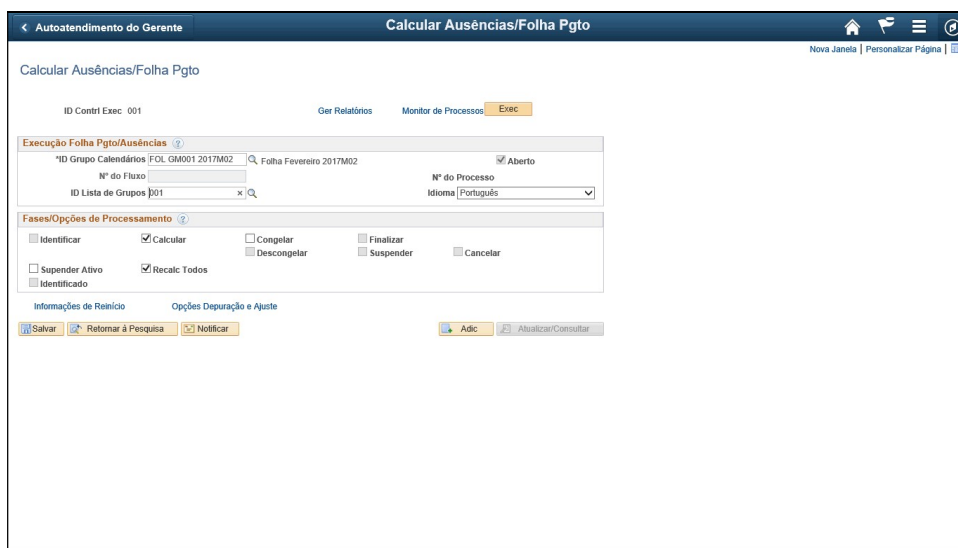 Autoatendimento do Gerente Calcular Ausências/Folha Pgto
Nova Janela | Personalizar Página |
Calcular Ausências/Folha Pgto
ID Contrl Exec 001 Ger Relatórios Monitor de Processos Exec
Execução Folha Pgto/Ausências
*ID Grupo Calendários FOL GM001 2017M02 Folha Fevereiro 2017M02 Aberto
Nº do Fluxo Nº do Processo
ID Lista de Grupos 001 Idioma Português
Fases/Opções de Processamento
Identificar Calcular Congelar Finalizar
Descongelar Suspender Cancelar
Supender Ativo Recalc Todos
Identificado
Informações de Reinício Opções Depuração e Ajuste
Salvar Retornar á Pesquisa Notificar Adic Atualizar/Consultar